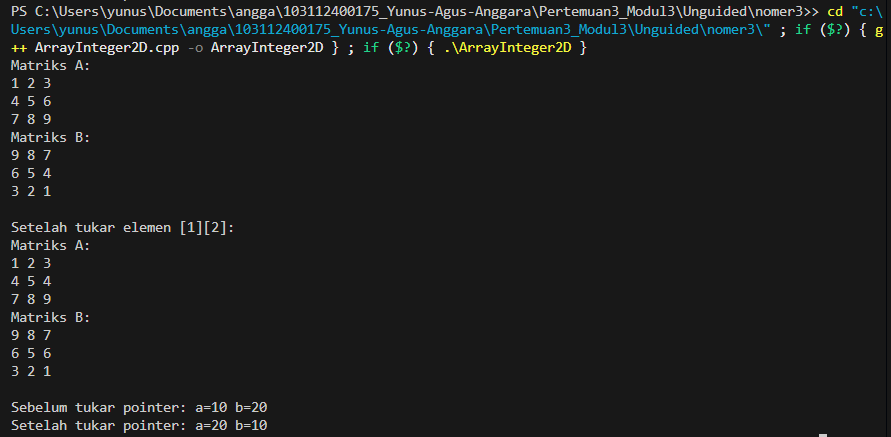 PS C:\Users\yunus\Documents\angga\103112400175_Yunus-Agus-Anggara\Pertemuan3_Modul3\Unguided\nomer3>> cd "c:\
Users\yunus\Documents\angga\103112400175_Yunus-Agus-Anggara\Pertemuan3_Modul3\Unguided\nomer3\" ; if ($?) { g
++ ArrayInteger2D.cpp -o ArrayInteger2D } ; if ($?) { .\ArrayInteger2D }
Matriks A:
1 2 3
4 5 6
7 8 9
Matriks B:
9 8 7
6 5 4
3 2 1
Setelah tukar elemen [1][2]:
Matriks A:
1 2 3
4 5 4
7 8 9
Matriks B:
9 8 7
6 5 6
3 2 1
Sebelum tukar pointer: a=10 b=20
Setelah tukar pointer: a=20 b=10